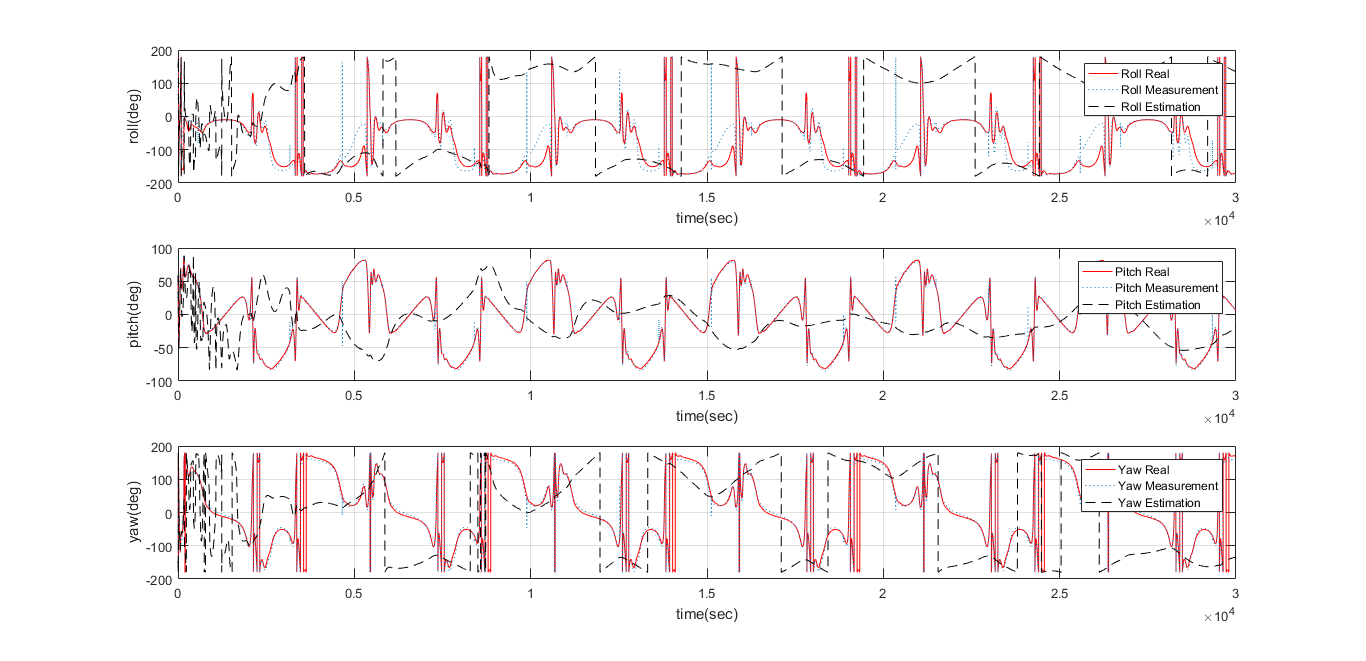 200
100
0
-100
-200
roll(deg)
Roll Real
Roll Measurement
Roll Estimation
0 0.5 1 1.5 2 2.5 3
time(sec)
×10^4
100
50
0
-50
-100
pitch(deg)
Pitch Real
Pitch Measurement
Pitch Estimation
0 0.5 1 1.5 2 2.5 3
time(sec)
×10^4
200
100
0
-100
-200
yaw(deg)
Yaw Real
Yaw Measurement
Yaw Estimation
0 0.5 1 1.5 2 2.5 3
time(sec)
×10^4